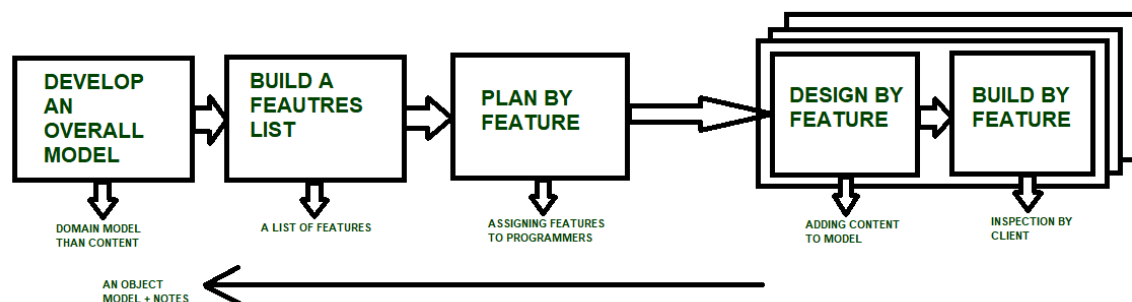 DEVELOP
AN
OVERALL
MODEL
BUILD A
FEAUTRES
LIST
PLAN BY
FEATURE
DESIGN BY
FEATURE
BUILD BY
FEATURE
DOMAIN MODEL
THAN CONTENT
A LIST OF FEATURES
ASSIGNING FEATURES
TO PROGRAMMERS
ADDING CONTENT
TO MODEL
INSPECTION BY
CLIENT
AN OBJECT
MODEL + NOTES